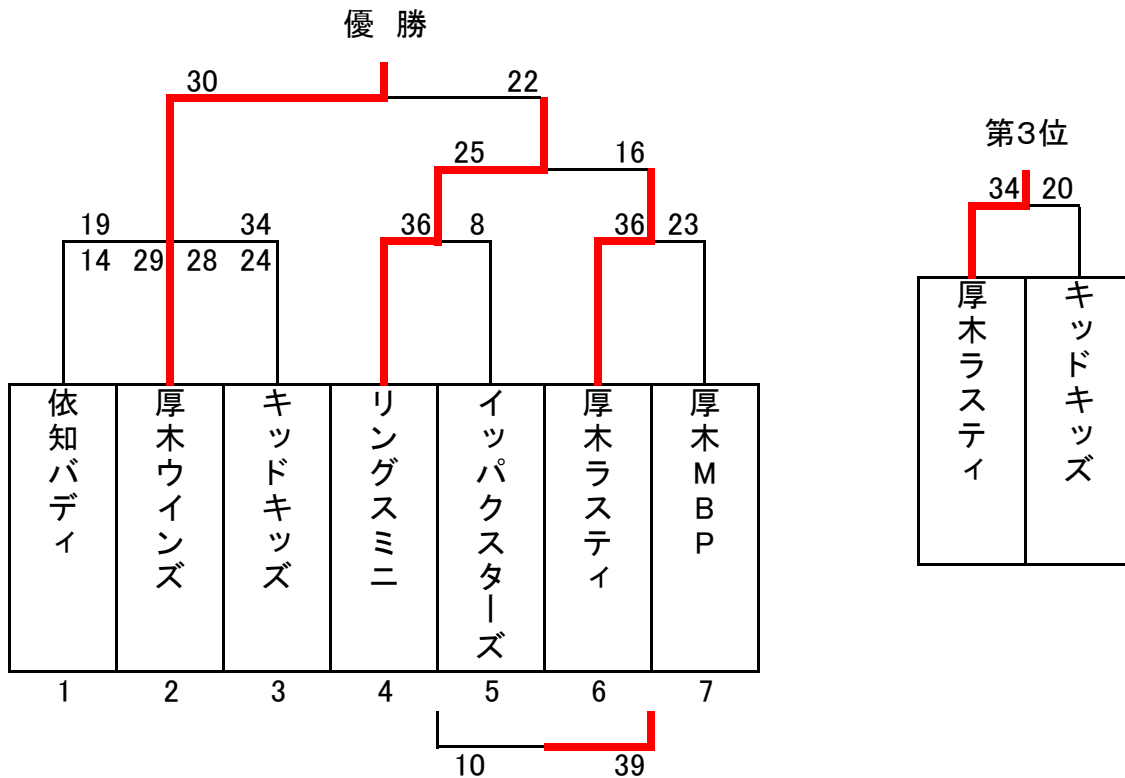 優 勝
30 22
第3位
25 16
34 20
19 34 36 8 36 23
14 29 28 24
依知バディ
厚木ウインズ
キッドキッズ
リングスミニ
イッパクスターズ
厚木ラスティ
厚木MBP
厚木ラスティ
キッドキッズ
1 2 3 4 5 6 7
10 39